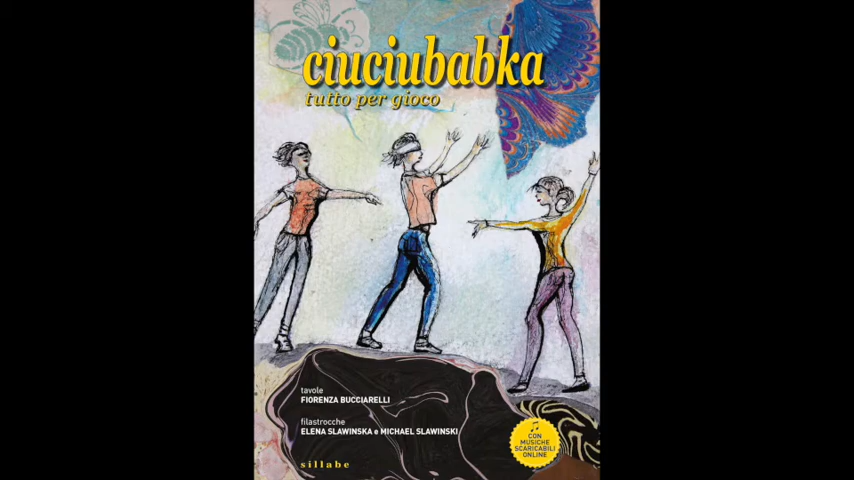 ciuciubabka
tutto per gioco
tavole
FIORENZA BUCCIARELLI
filastrocche
ELENA SLAWINSKA e MICHAEL SLAWINSKI
sillabe
CON
MUSICHE
SCARICABILI
ONLINE